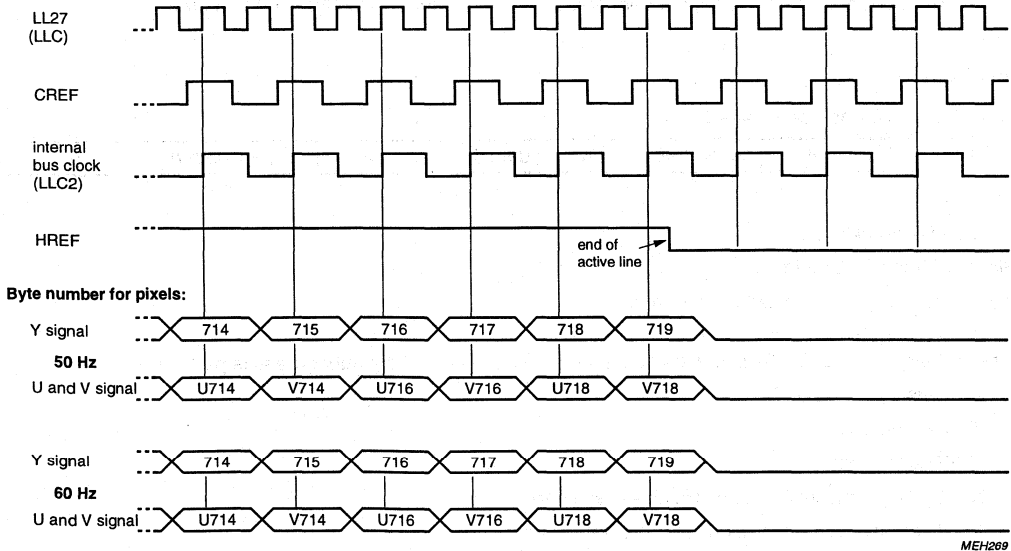 LL27
(LLC)
CREF
internal
bus clock
(LLC2)
HREF
end of
active line
Byte number for pixels:
Y signal
714 715 716 717 718 719
50 Hz
U and V signal
U714 V714 U716 V716 U718 V718
Y signal
714 715 716 717 718 719
60 Hz
U and V signal
U714 V714 U716 V716 U718 V718
MEH269